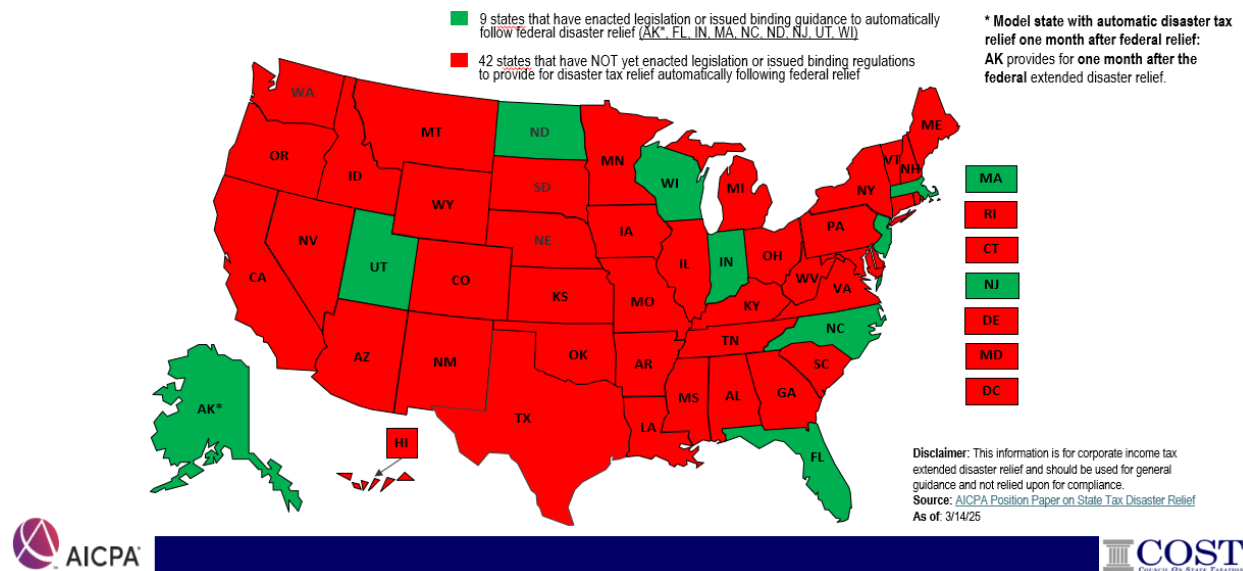 9 states that have enacted legislation or issued binding guidance to automatically
follow federal disaster relief (AK*, FL, IN, MA, NC, ND, NJ, UT, WI)
42 states that have NOT yet enacted legislation or issued binding regulations
to provide for disaster tax relief automatically following federal relief
* Model state with automatic disaster tax
relief one month after federal relief:
AK provides for one month after the
federal extended disaster relief.
WA
MT
ND
MN
ME
OR
ID
SD
WI
MI
VT
NH
NY
WY
MA
RI
NV
NE
IA
PA
CT
CA
UT
CO
IL
IN
OH
WV
VA
NJ
KS
MO
KY
NC
DE
AZ
NM
OK
AR
TN
SC
MD
DC
AK*
TX
LA
MS
AL
GA
HI
FL
Disclaimer: This information is for corporate income tax
extended disaster relief and should be used for general
guidance and not relied upon for compliance.
Source: AICPA Position Paper on State Tax Disaster Relief
As of: 3/14/25
AICPA
COST
COUNCIL ON STATE TAXATION